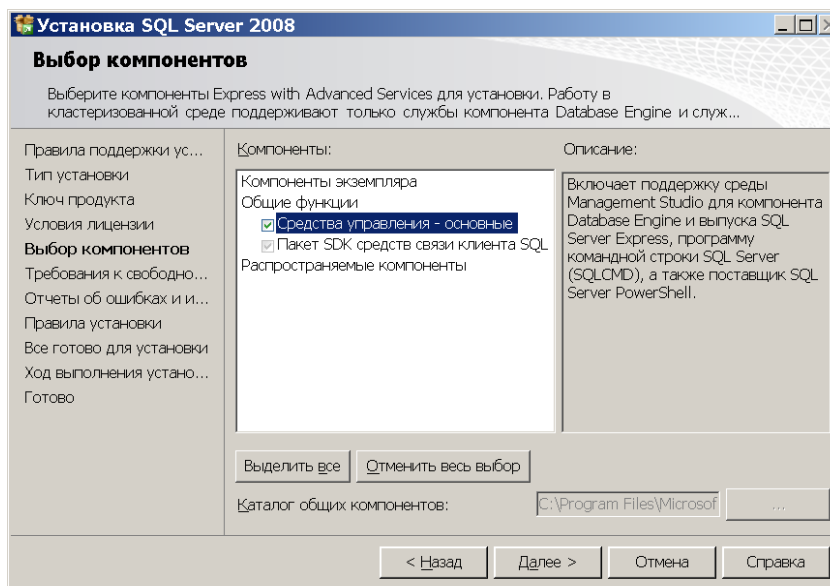 Установка SQL Server 2008
Выбор компонентов
Выберите компоненты Express with Advanced Services для установки. Работу в
кластеризованной среде поддерживают только службы компонента Database Engine и служ...
Правила поддержки ус...
Тип установки
Ключ продукта
Условия лицензии
Выбор компонентов
Требования к свободно...
Отчеты об ошибках и и...
Правила установки
Все готово для установки
Ход выполнения устано...
Готово
Компоненты:
Компоненты экземпляра
Общие функции
Средства управления - основные
Пакет SDK средств связи клиента SQL
Распространяемые компоненты
Описание:
Включает поддержку среды
Management Studio для компонента
Database Engine и выпуска SQL
Server Express, программу
командной строки SQL Server
(SQLCMD), а также поставщик SQL
Server PowerShell.
Выделить все
Отменить весь выбор
Каталог общих компонентов:
C:\Program Files\Microsof
...
< Назад
Далее >
Отмена
Справка